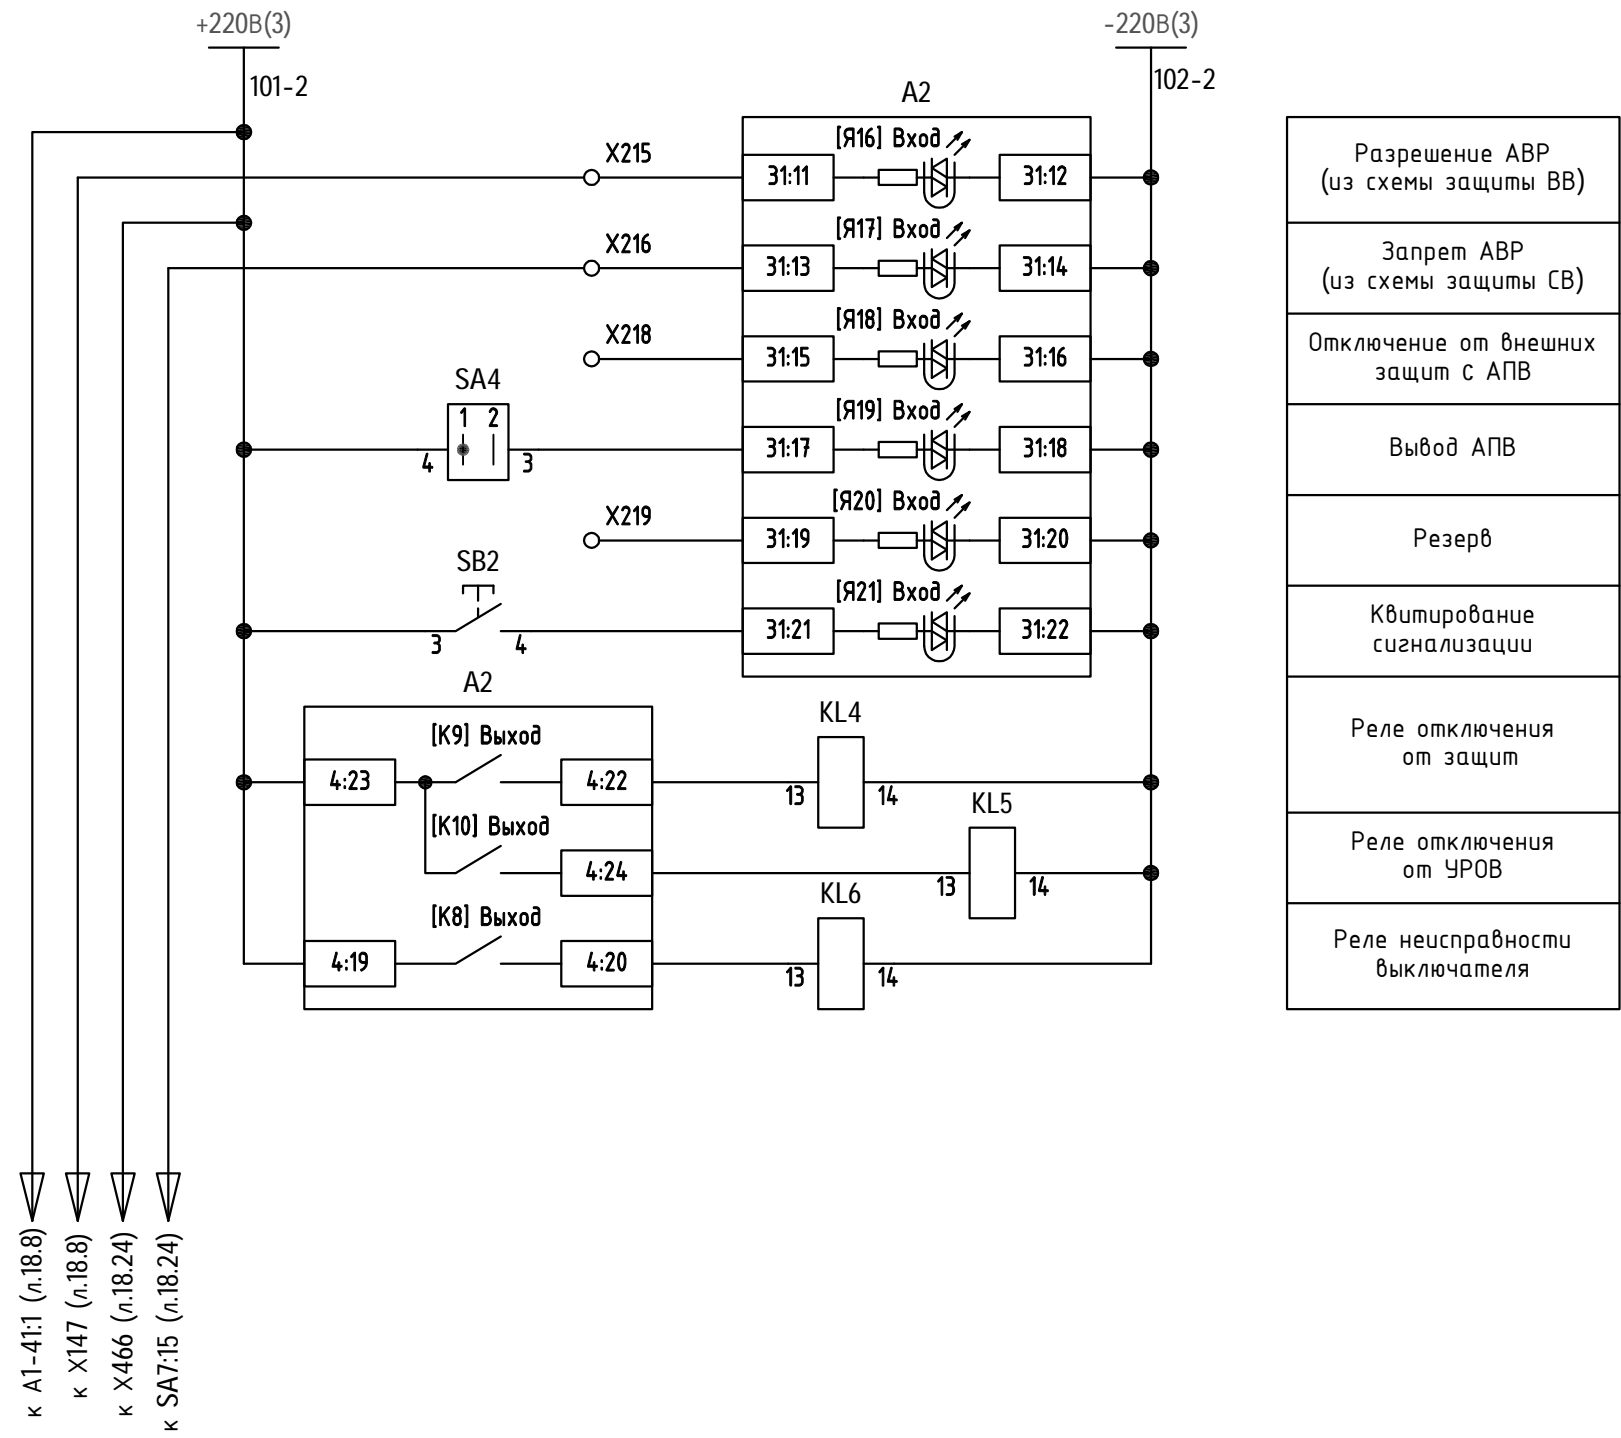 +220В(3)
-220В(3)
101-2
102-2
A2
X215
[Я16] Вход
31:11
31:12
Разрешение АВР
(из схемы защиты ВВ)
X216
[Я17] Вход
31:13
31:14
Запрет АВР
(из схемы защиты СВ)
X218
[Я18] Вход
31:15
31:16
Отключение от внешних
защит с АПВ
SA4
1 2
4
3
[Я19] Вход
31:17
31:18
Вывод АПВ
X219
[Я20] Вход
31:19
31:20
Резерв
SB2
3
4
[Я21] Вход
31:21
31:22
Квитирование
сигнализации
A2
[К9] Выход
4:23
4:22
KL4
13
14
Реле отключения
от защит
[К10] Выход
4:24
KL5
13
14
Реле отключения
от УРОВ
[К8] Выход
4:19
4:20
KL6
13
14
Реле неисправности
выключателя
к А1-41:1 (л.18.8)
к Х147 (л.18.8)
к Х466 (л.18.24)
к SA7:15 (л.18.24)